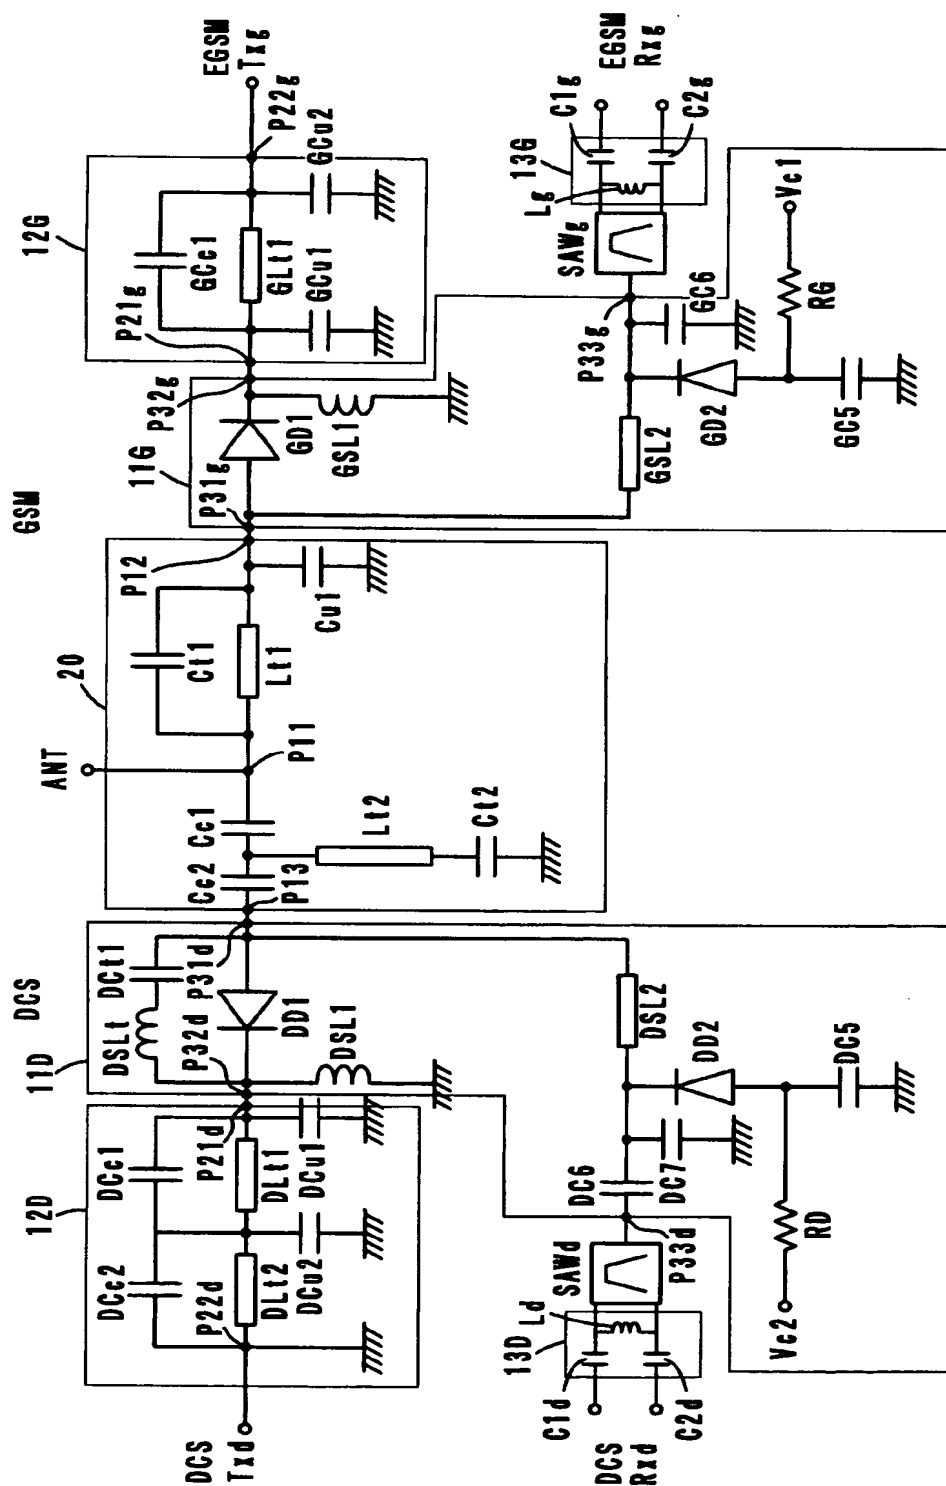 GSM
DCS
ANT
20
P11
P12
P13
Ct1
Lt1
Cu1
Cc1
Cc2
Lt2
Ct2
11G
P31g
P32g
GD1
GSL1
GSL2
GD2
GC5
GC6
RG
Vc1
P33g
12G
P21g
P22g
GCc1
GLt1
GCu1
GCu2
EGSM
Txg
SAWg
Lg
13G
C1g
C2g
EGSM
Rxg
11D
DSLt
DCt1
P31d
P32d
DD1
DSL1
DSL2
DD2
DC5
DC6
DC7
RD
Vc2
P33d
12D
P21d
P22d
DCc1
DCc2
DLt1
DLt2
DCu1
DCu2
DCS
Txd
SAWd
Ld
13D
C1d
C2d
DCS
Rxd